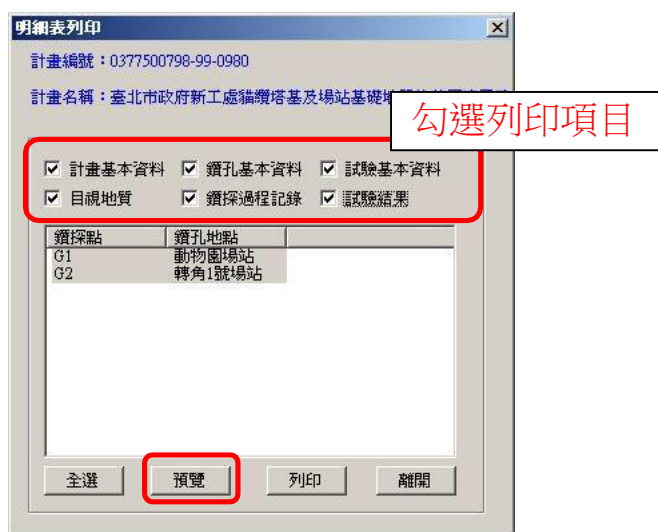 明細表列印
計畫編號：0377500798-99-0980
計畫名稱：臺北市政府新工處貓纜塔基及場站基礎地
勾選列印項目
計畫基本資料 鑽孔基本資料 試驗基本資料
目視地質 鑽探過程記錄 試驗結果
鑽探點 鑽孔地點
G1 動物園場站
G2 轉角1號場站
全選 預覽 列印 離開